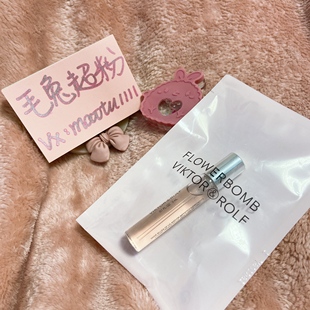 毛兔超粉
vx:maotu1111
FLOWERBOMB
VIKTOR&ROLF